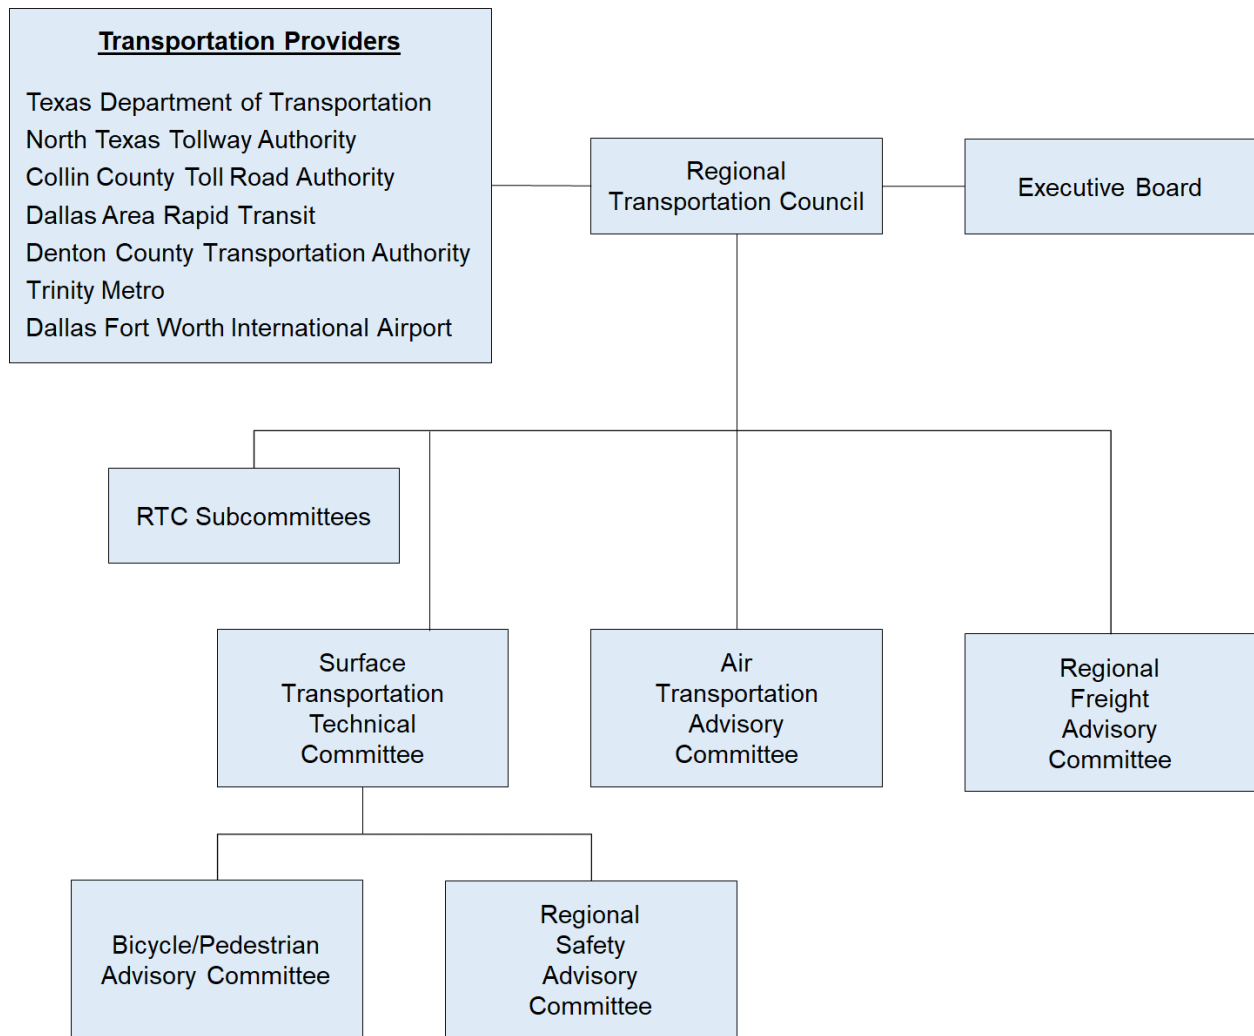 Transportation Providers
Texas Department of Transportation
North Texas Tollway Authority
Collin County Toll Road Authority
Dallas Area Rapid Transit
Denton County Transportation Authority
Trinity Metro
Dallas Fort Worth International Airport
Regional
Transportation Council
Executive Board
RTC Subcommittees
Surface
Transportation
Technical
Committee
Air
Transportation
Advisory
Committee
Regional
Freight
Advisory
Committee
Bicycle/Pedestrian
Advisory Committee
Regional
Safety
Advisory
Committee